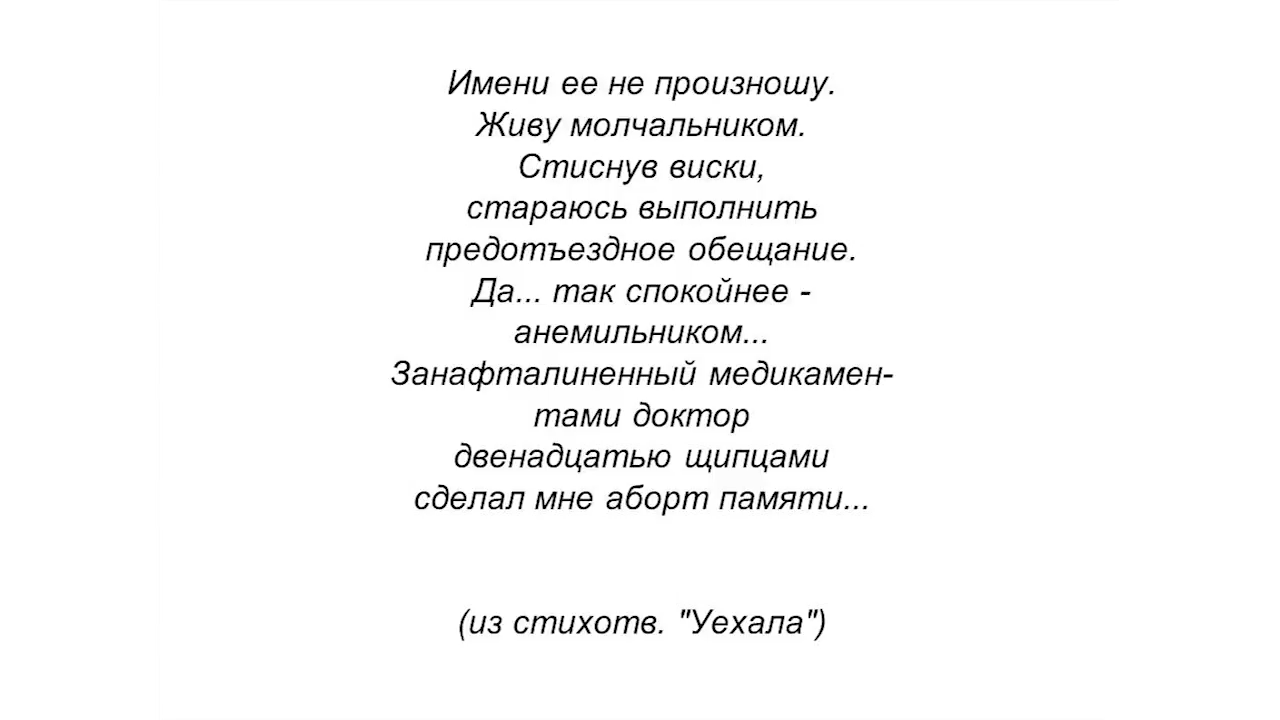 Имени ее не произношу.
Живу молчальником.
Стиснув виски,
стараюсь выполнить
предотъездное обещание.
Да... так спокойнее -
анемильником...
Занафталиненный медикамен-
тами доктор
двенадцатью щипцами
сделал мне аборт памяти...
(из стихотв. "Уехала")